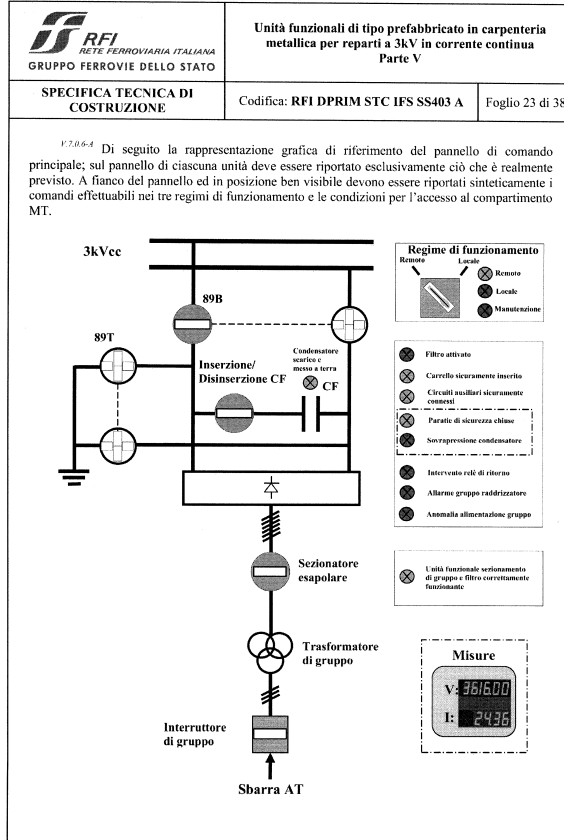 RFI
RETE FERROVIARIA ITALIANA
GRUPPO FERROVIE DELLO STATO
Unità funzionali di tipo prefabbricato in carpenteria
metallica per reparti a 3kV in corrente continua
Parte V
SPECIFICA TECNICA DI
COSTRUZIONE
Codifica: RFI DPRIM STC IFS SS403 A
Foglio 23 di 38
V.7.0.6-A Di seguito la rappresentazione grafica di riferimento del pannello di comando
principale; sul pannello di ciascuna unità deve essere riportato esclusivamente ciò che è realmente
previsto. A fianco del pannello ed in posizione ben visibile devono essere riportati sinteticamente i
comandi effettuabili nei tre regimi di funzionamento e le condizioni per l'accesso al compartimento
MT.
3kVcc
89B
89T
Inserzione/
Disinserzione CF
Condensatore
scarico e
messo a terra
CF
Sezionatore
esapolare
Trasformatore
di gruppo
Interruttore
di gruppo
Sbarra AT
Regime di funzionamento
Remoto
Locale
Remoto
Locale
Manutenzione
Filtro attivato
Carrello sicuramente inserito
Circuiti ausiliari sicuramente
connessi
Paratie di sicurezza chiuse
Sovrapressione condensatore
Intervento relè di ritorno
Allarme gruppo raddrizzatore
Anomalia alimentazione gruppo
Unità funzionale sezionamento
di gruppo e filtro correttamente
funzionante
Misure
V: 3616.00
I: 24.36